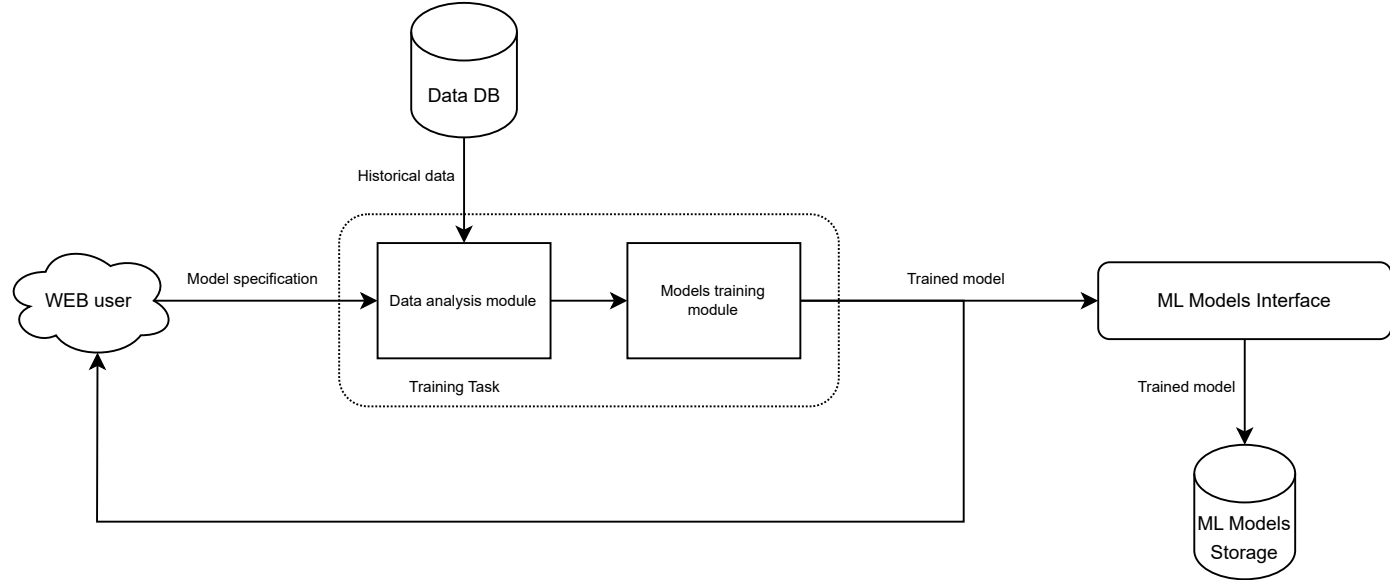 Data DB
Historical data
WEB user
Model specification
Data analysis module
Models training
module
Trained model
ML Models Interface
Training Task
Trained model
ML Models
Storage